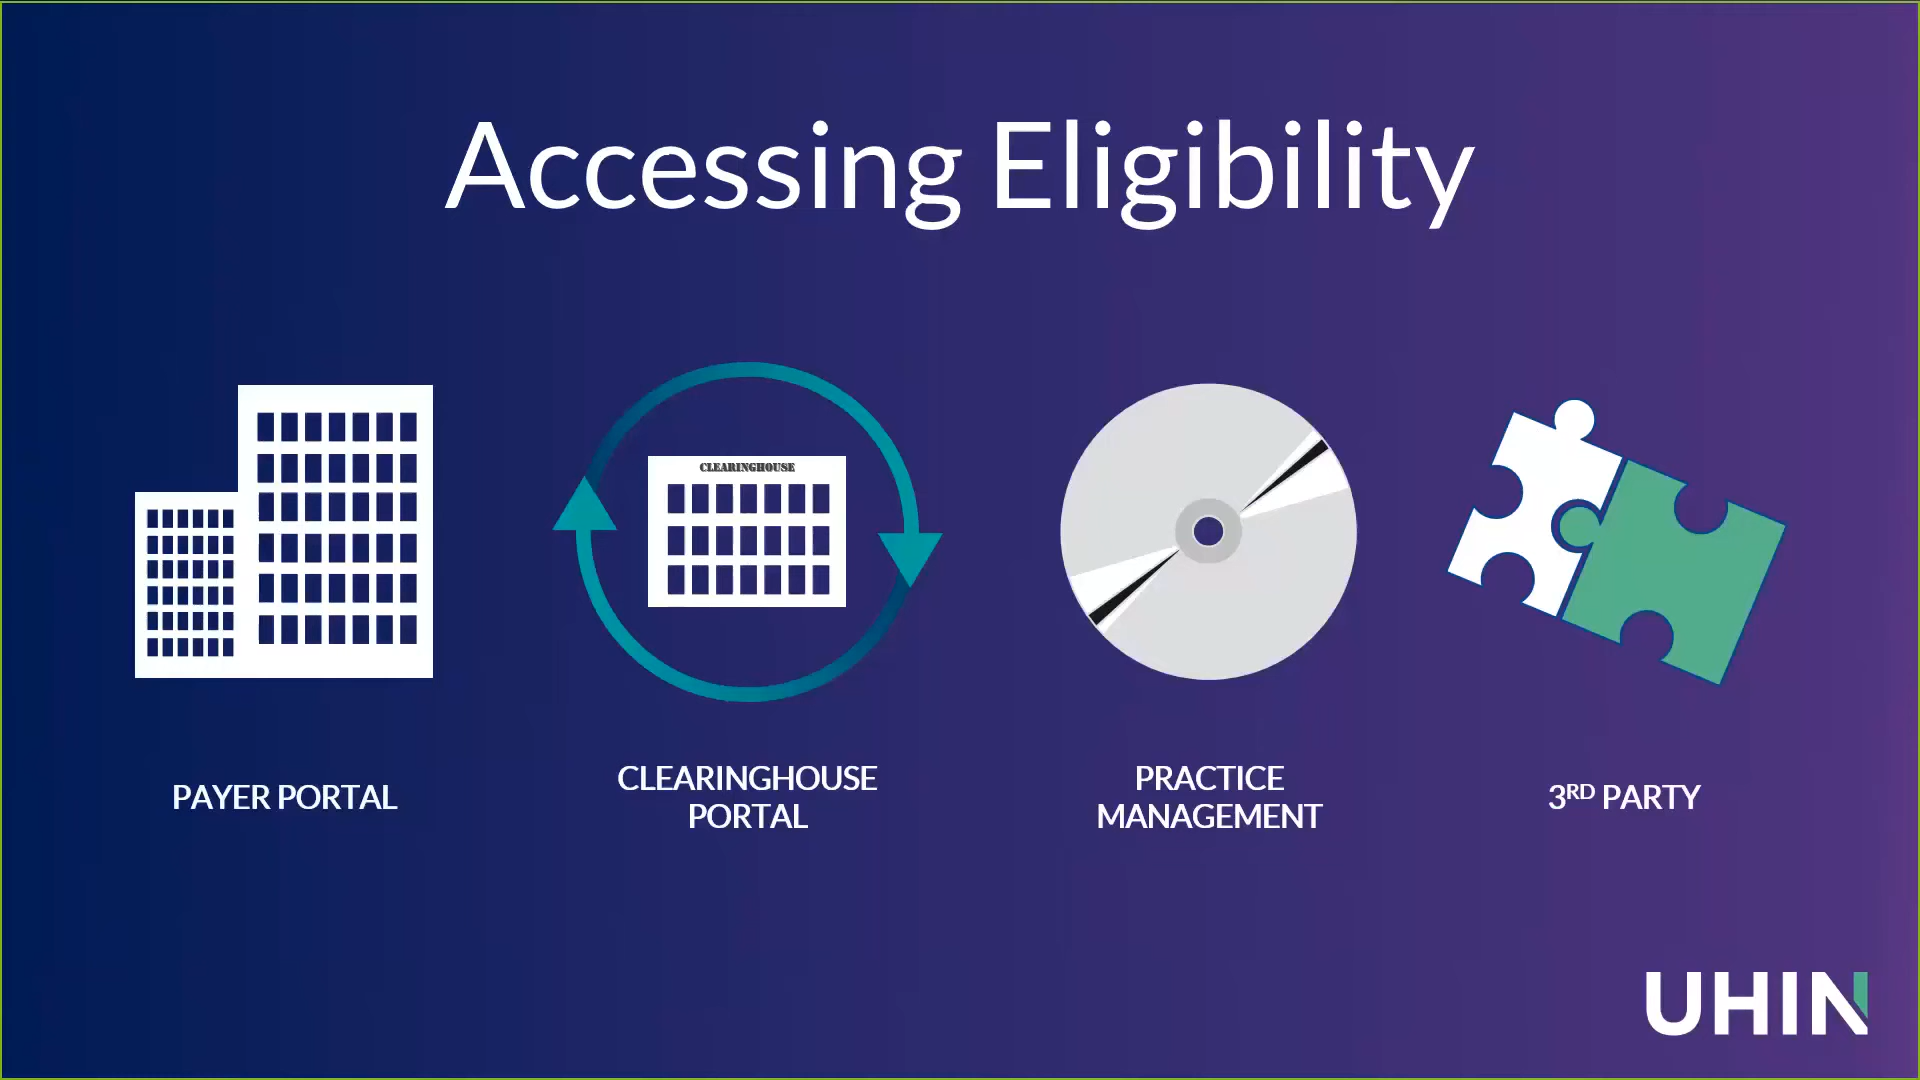 Accessing Eligibility
CLEARINGHOUSE
PAYER PORTAL
CLEARINGHOUSE
PORTAL
PRACTICE
MANAGEMENT
3RD PARTY
UHIN